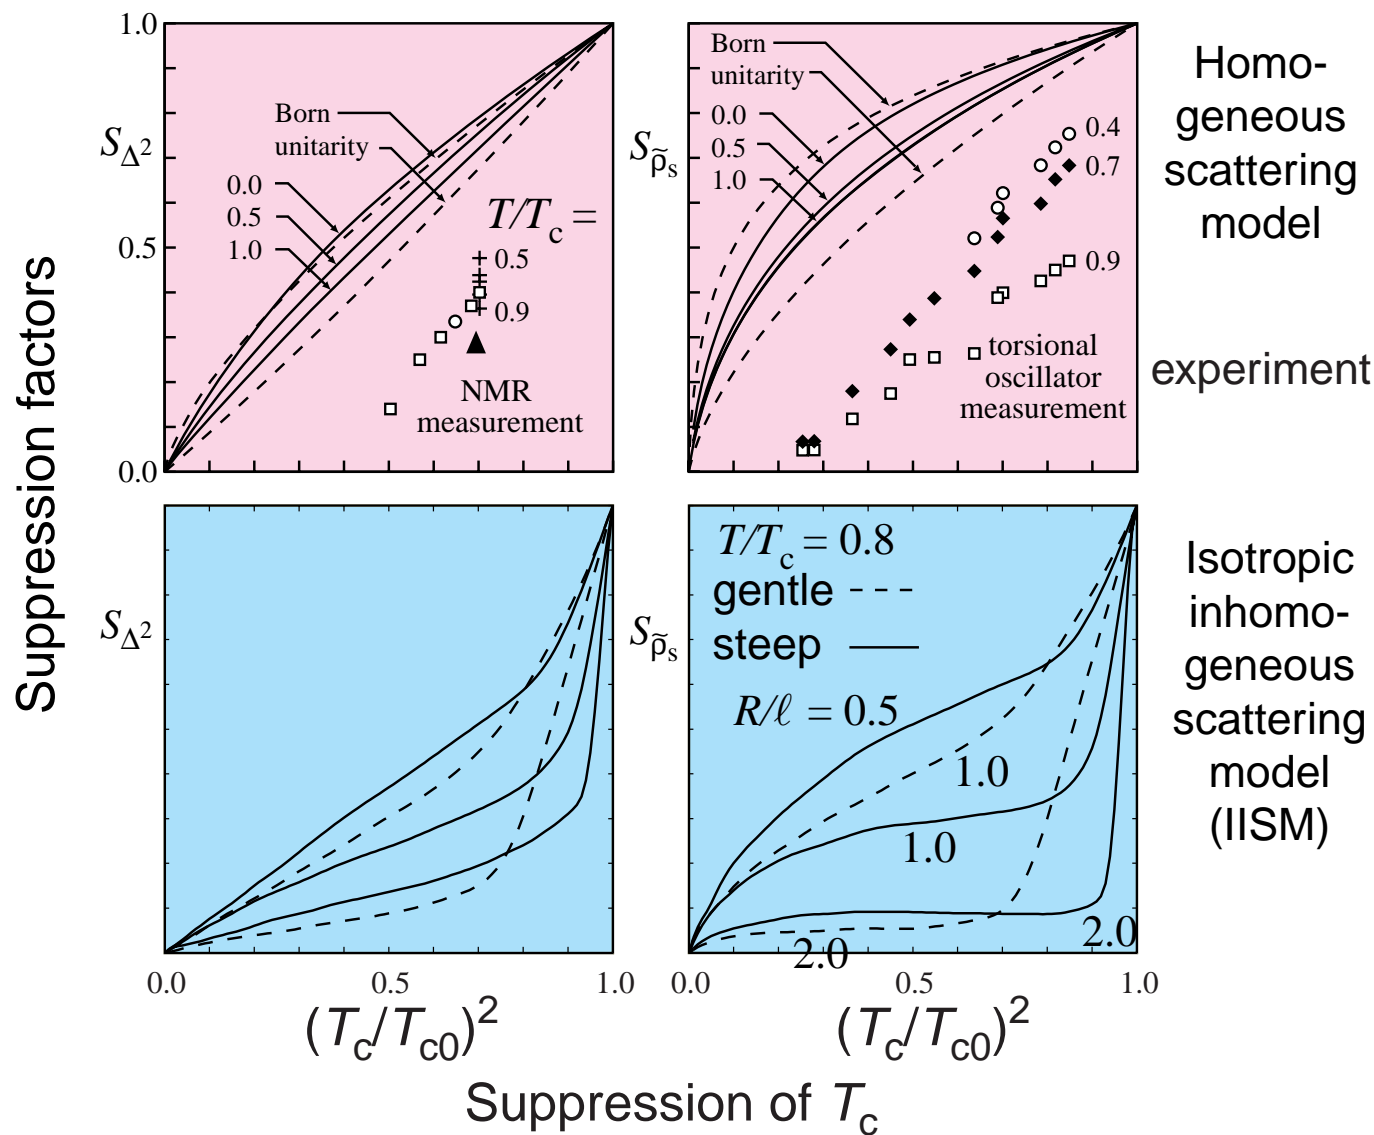 Suppression factors
1.0
S_Δ²
0.5
0.0
Born
unitarity
0.0
0.5
1.0
T/T_c =
0.5
0.9
NMR
measurement
S_ρ̃s
Born
unitarity
0.0
0.5
1.0
0.4
0.7
0.9
torsional
oscillator
measurement
Homo-
geneous
scattering
model
experiment
S_Δ²
0.0
0.5
1.0
(T_c/T_c0)²
S_ρ̃s
T/T_c = 0.8
gentle
steep
R/ℓ = 0.5
1.0
1.0
2.0
2.0
0.0
0.5
1.0
(T_c/T_c0)²
Isotropic
inhomo-
geneous
scattering
model
(IISM)
Suppression of T_c